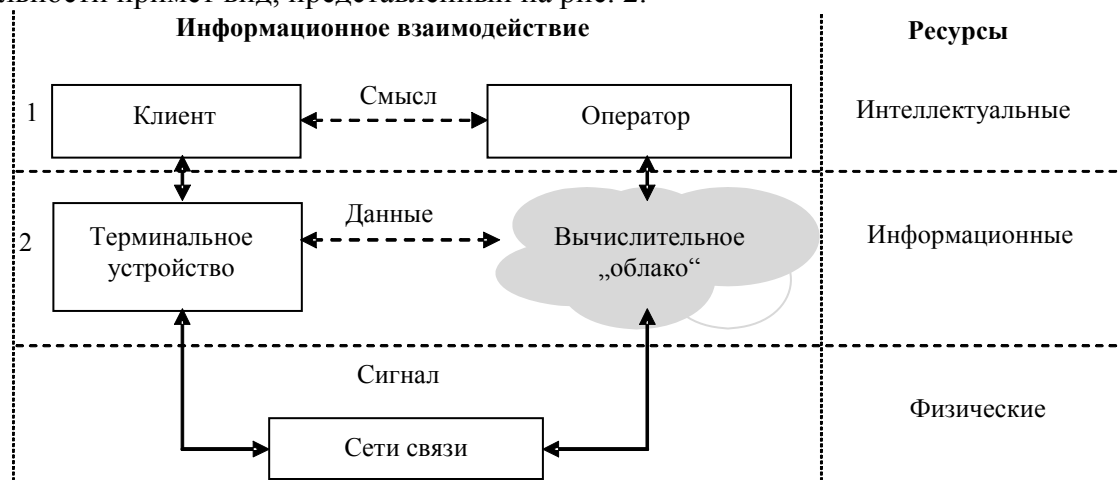 льности примет вид, представленный на рис. 2.
Информационное взаимодействие
Ресурсы
1
Клиент
Смысл
Оператор
Интеллектуальные
2
Терминальное
устройство
Данные
Вычислительное
„облако“
Информационные
Сигнал
Физические
Сети связи